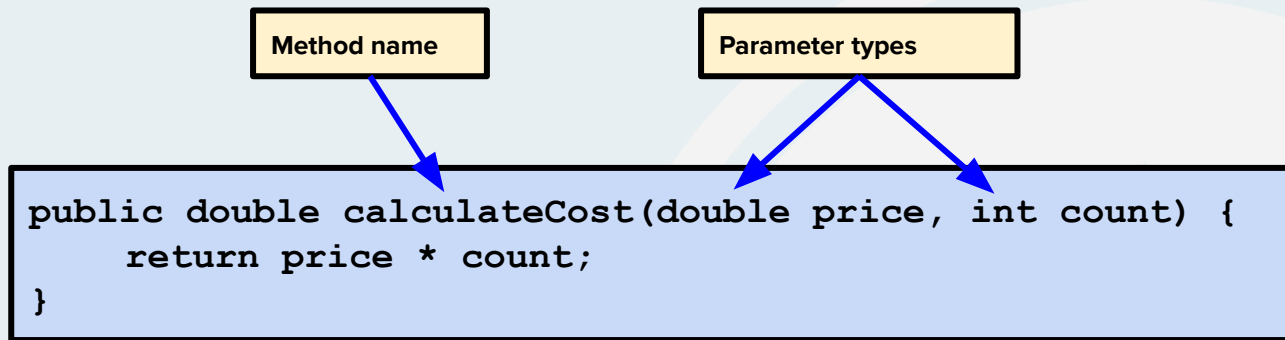 Method name
Parameter types
public double calculateCost(double price, int count) {
    return price * count;
}